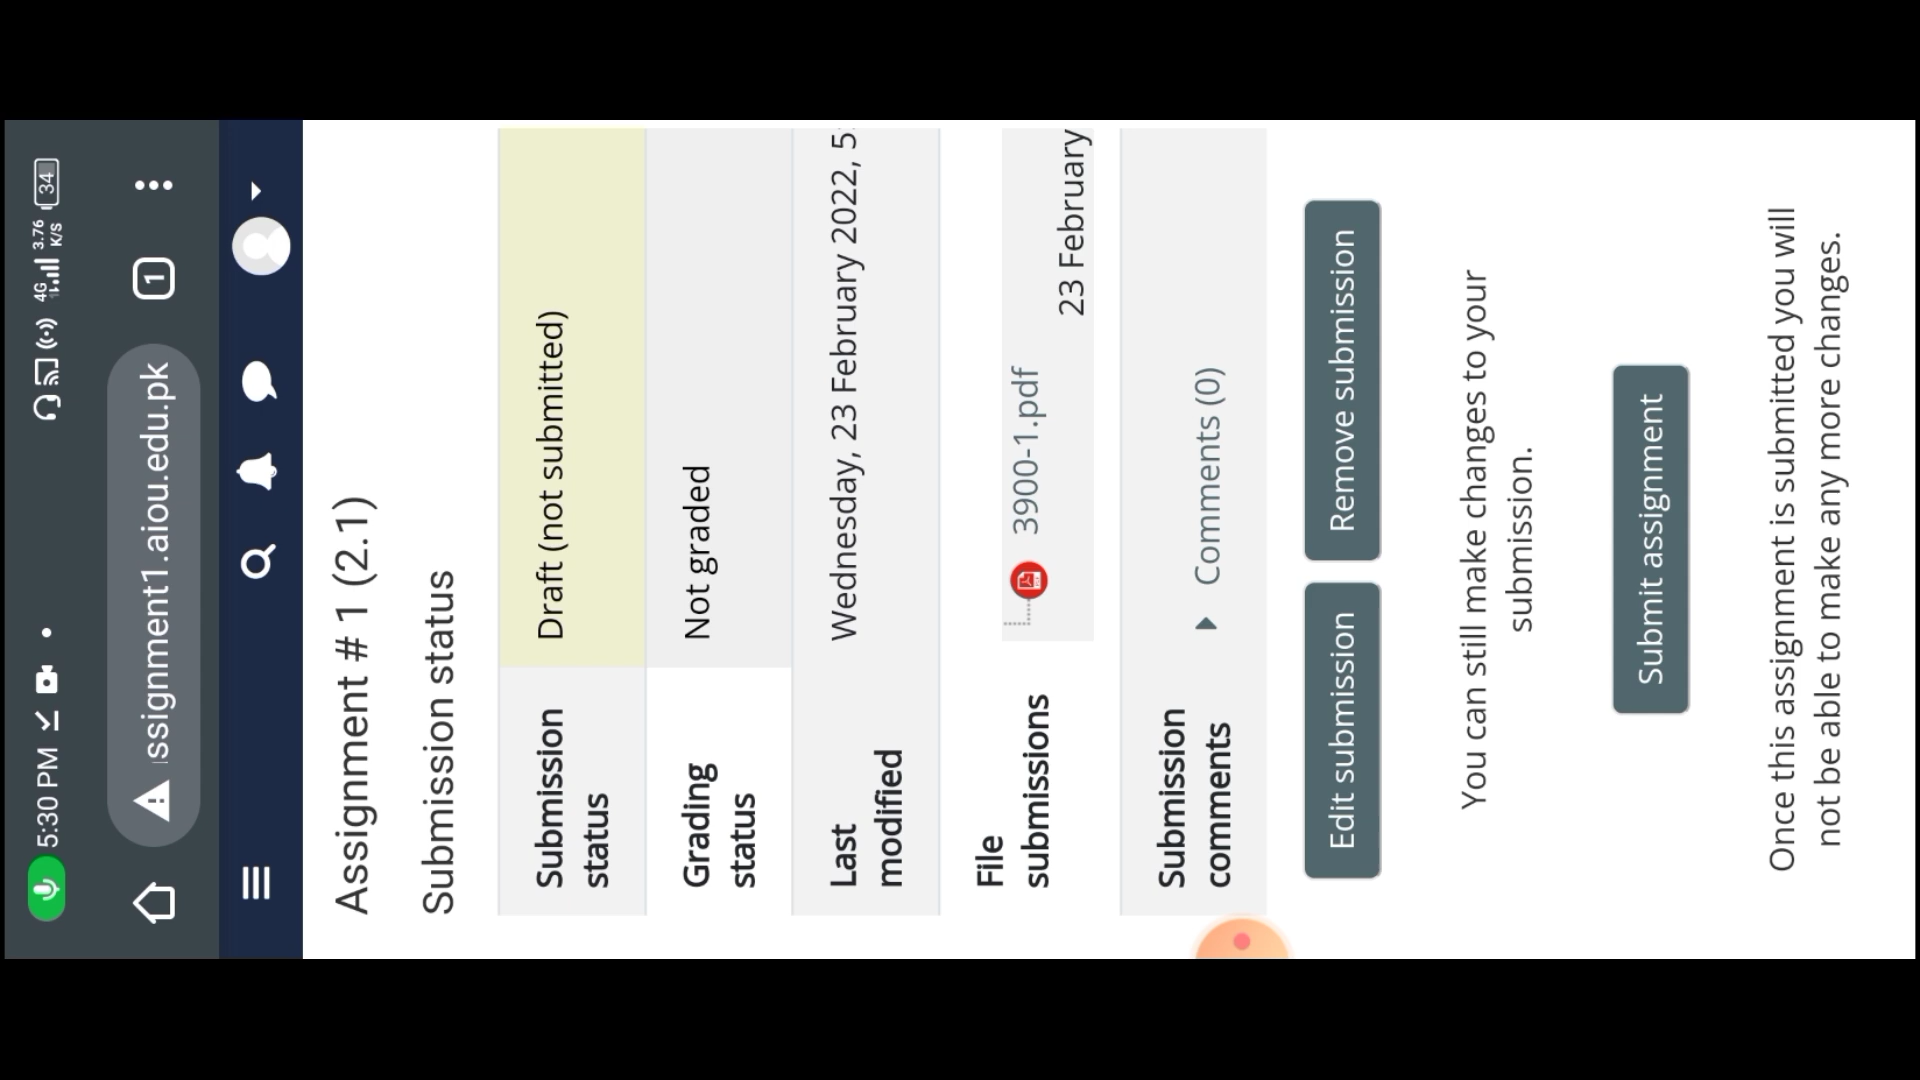 5:30 PM
4G 3.76 K/S 34
ssignment1.aiou.edu.pk
1
Assignment # 1 (2.1)
Submission status
Submission status
Draft (not submitted)
Grading status
Not graded
Last modified
Wednesday, 23 February 2022, 5
File submissions
3900-1.pdf
23 February
Submission comments
Comments (0)
Edit submission
Remove submission
You can still make changes to your
submission.
Submit assignment
Once this assignment is submitted you will
not be able to make any more changes.